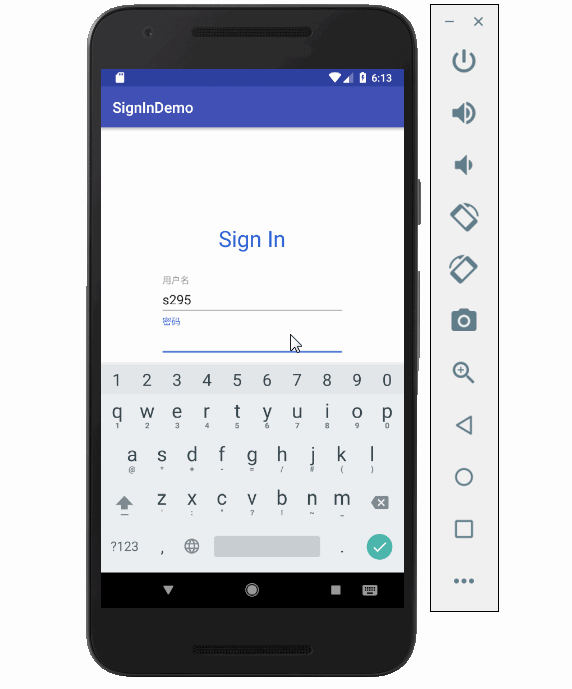 6:13
SignInDemo
Sign In
用户名
s295
密码
1 2 3 4 5 6 7 8 9 0
q w e r t y u i o p
1 2 3 4 5 6 7 8 9 0
a s d f g h j k l
@ * + - = / # ( )
z x c v b n m
' : " ? ! ~ _
?123 , .